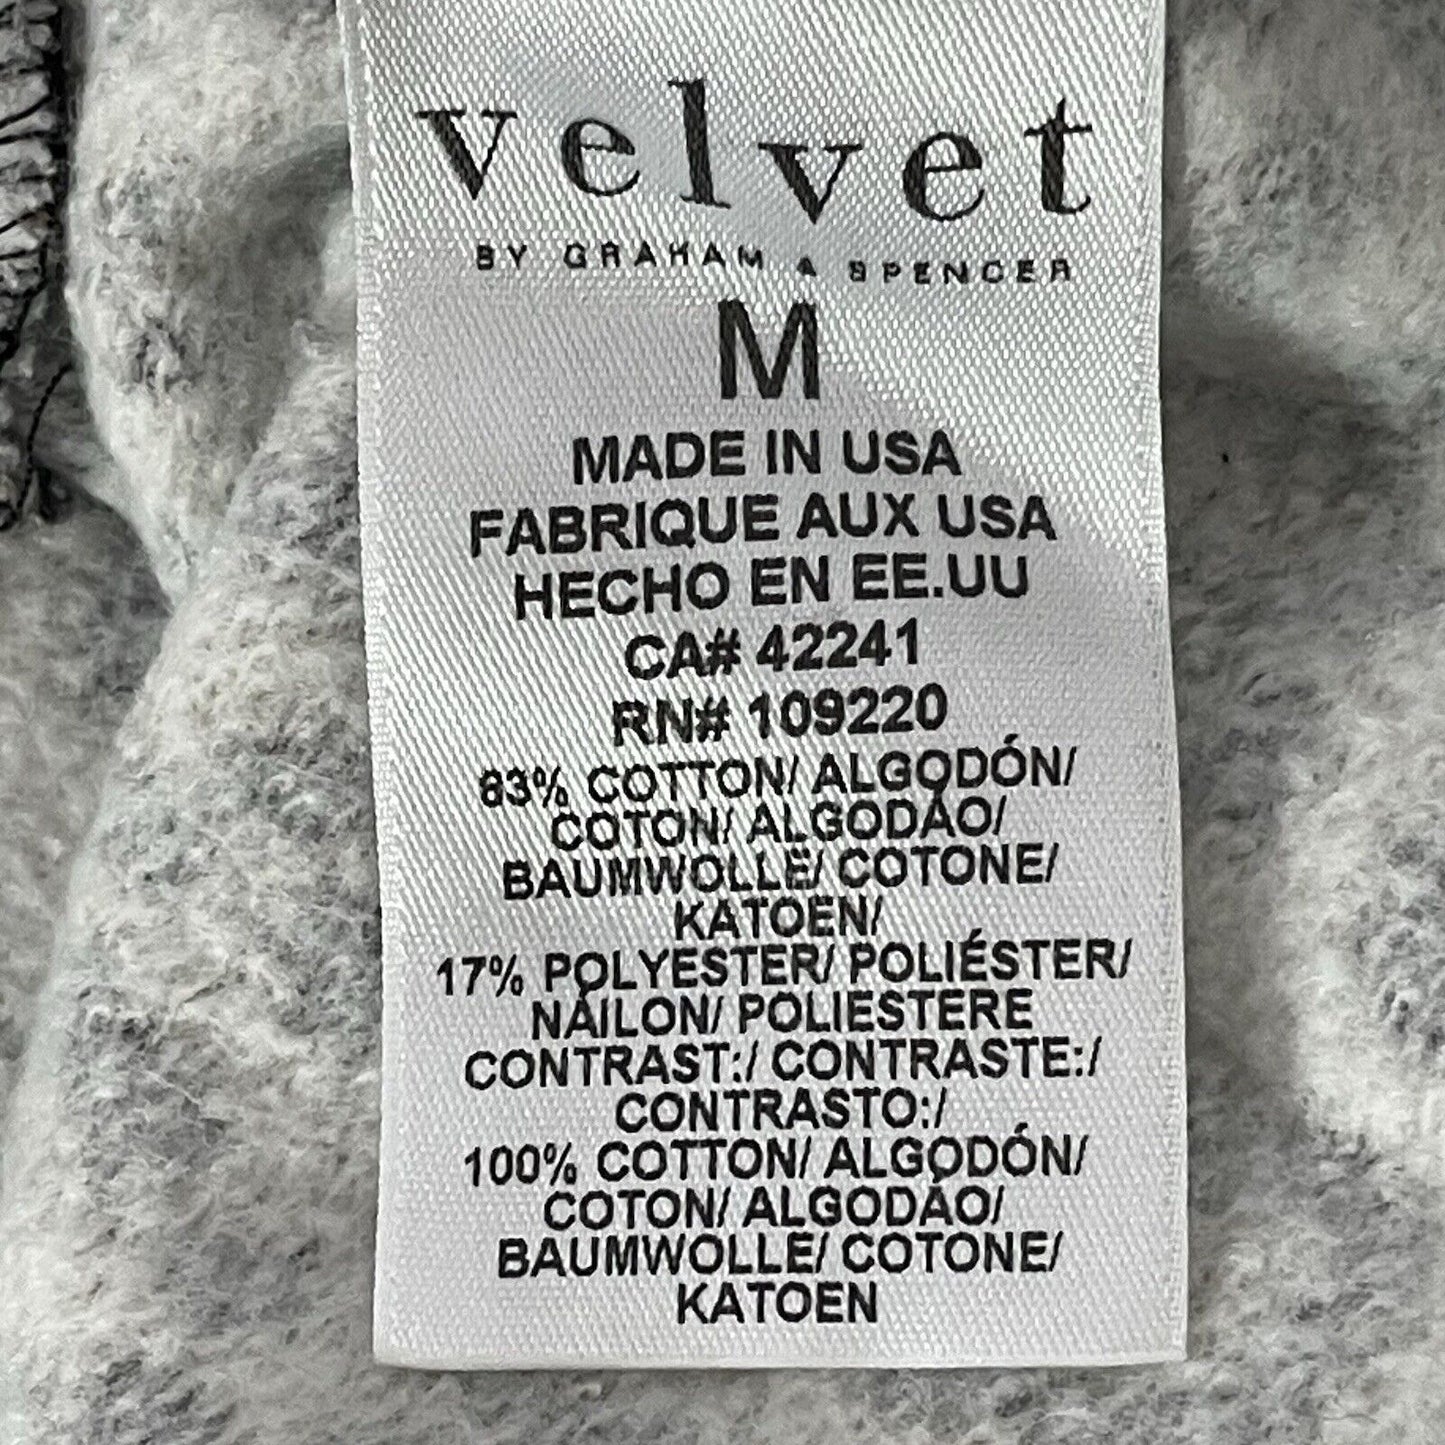 velvet
BY GRAHAM & SPENCER
M
MADE IN USA
FABRIQUE AUX USA
HECHO EN EE.UU
CA# 42241
RN# 109220
83% COTTON/ ALGODÓN/
COTON/ ALGODÃO/
BAUMWOLLE/ COTONE/
KATOEN/
17% POLYESTER/ POLIÉSTER/
NÁILON/ POLIESTERE
CONTRAST:/ CONTRASTE:/
CONTRASTO:/
100% COTTON/ ALGODÓN/
COTON/ ALGODÃO/
BAUMWOLLE/ COTONE/
KATOEN